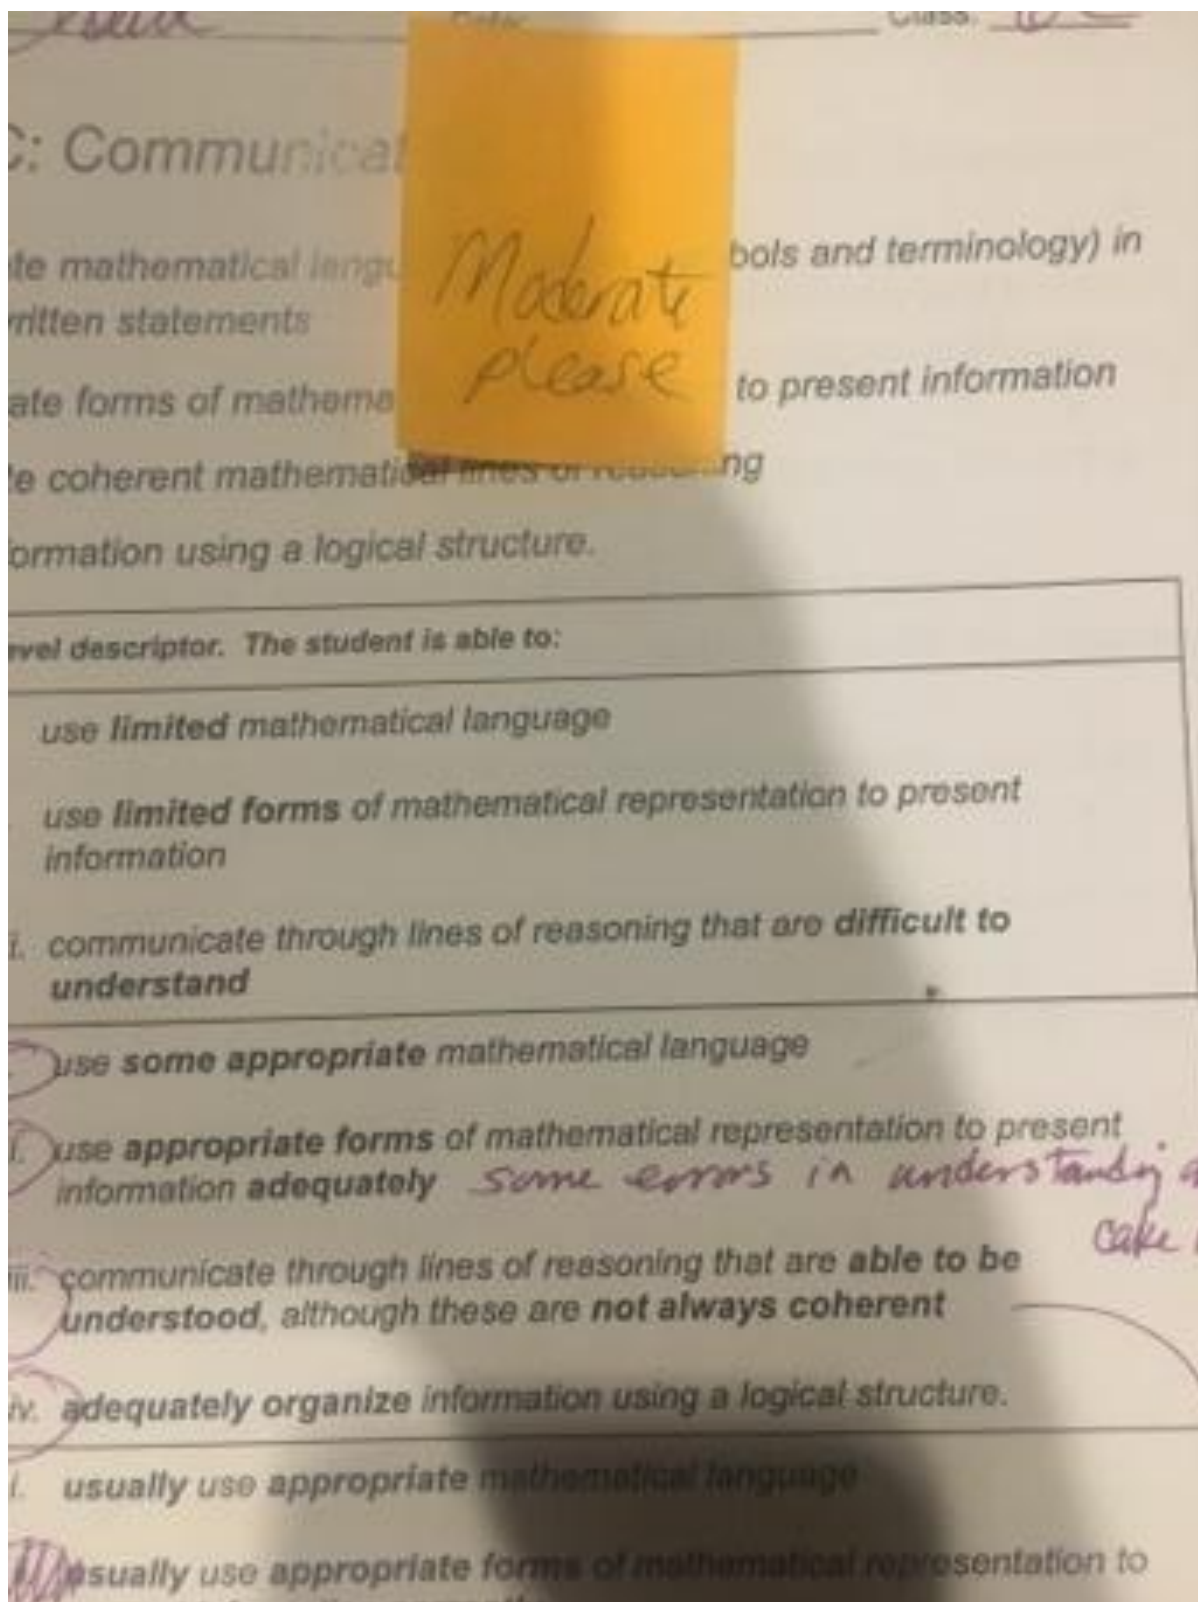 Class:
C: Communicat
te mathematical langu bols and terminology) in
ritten statements
Moderate
please
ate forms of mathema to present information
te coherent mathematical lines of reasoning
ormation using a logical structure.
evel descriptor. The student is able to:
use limited mathematical language
use limited forms of mathematical representation to present
information
i. communicate through lines of reasoning that are difficult to
understand
use some appropriate mathematical language
i. use appropriate forms of mathematical representation to present
information adequately some errors in understanding
cake
iii. communicate through lines of reasoning that are able to be
understood, although these are not always coherent
iv. adequately organize information using a logical structure.
i. usually use appropriate mathematical language
usually use appropriate forms of mathematical representation to